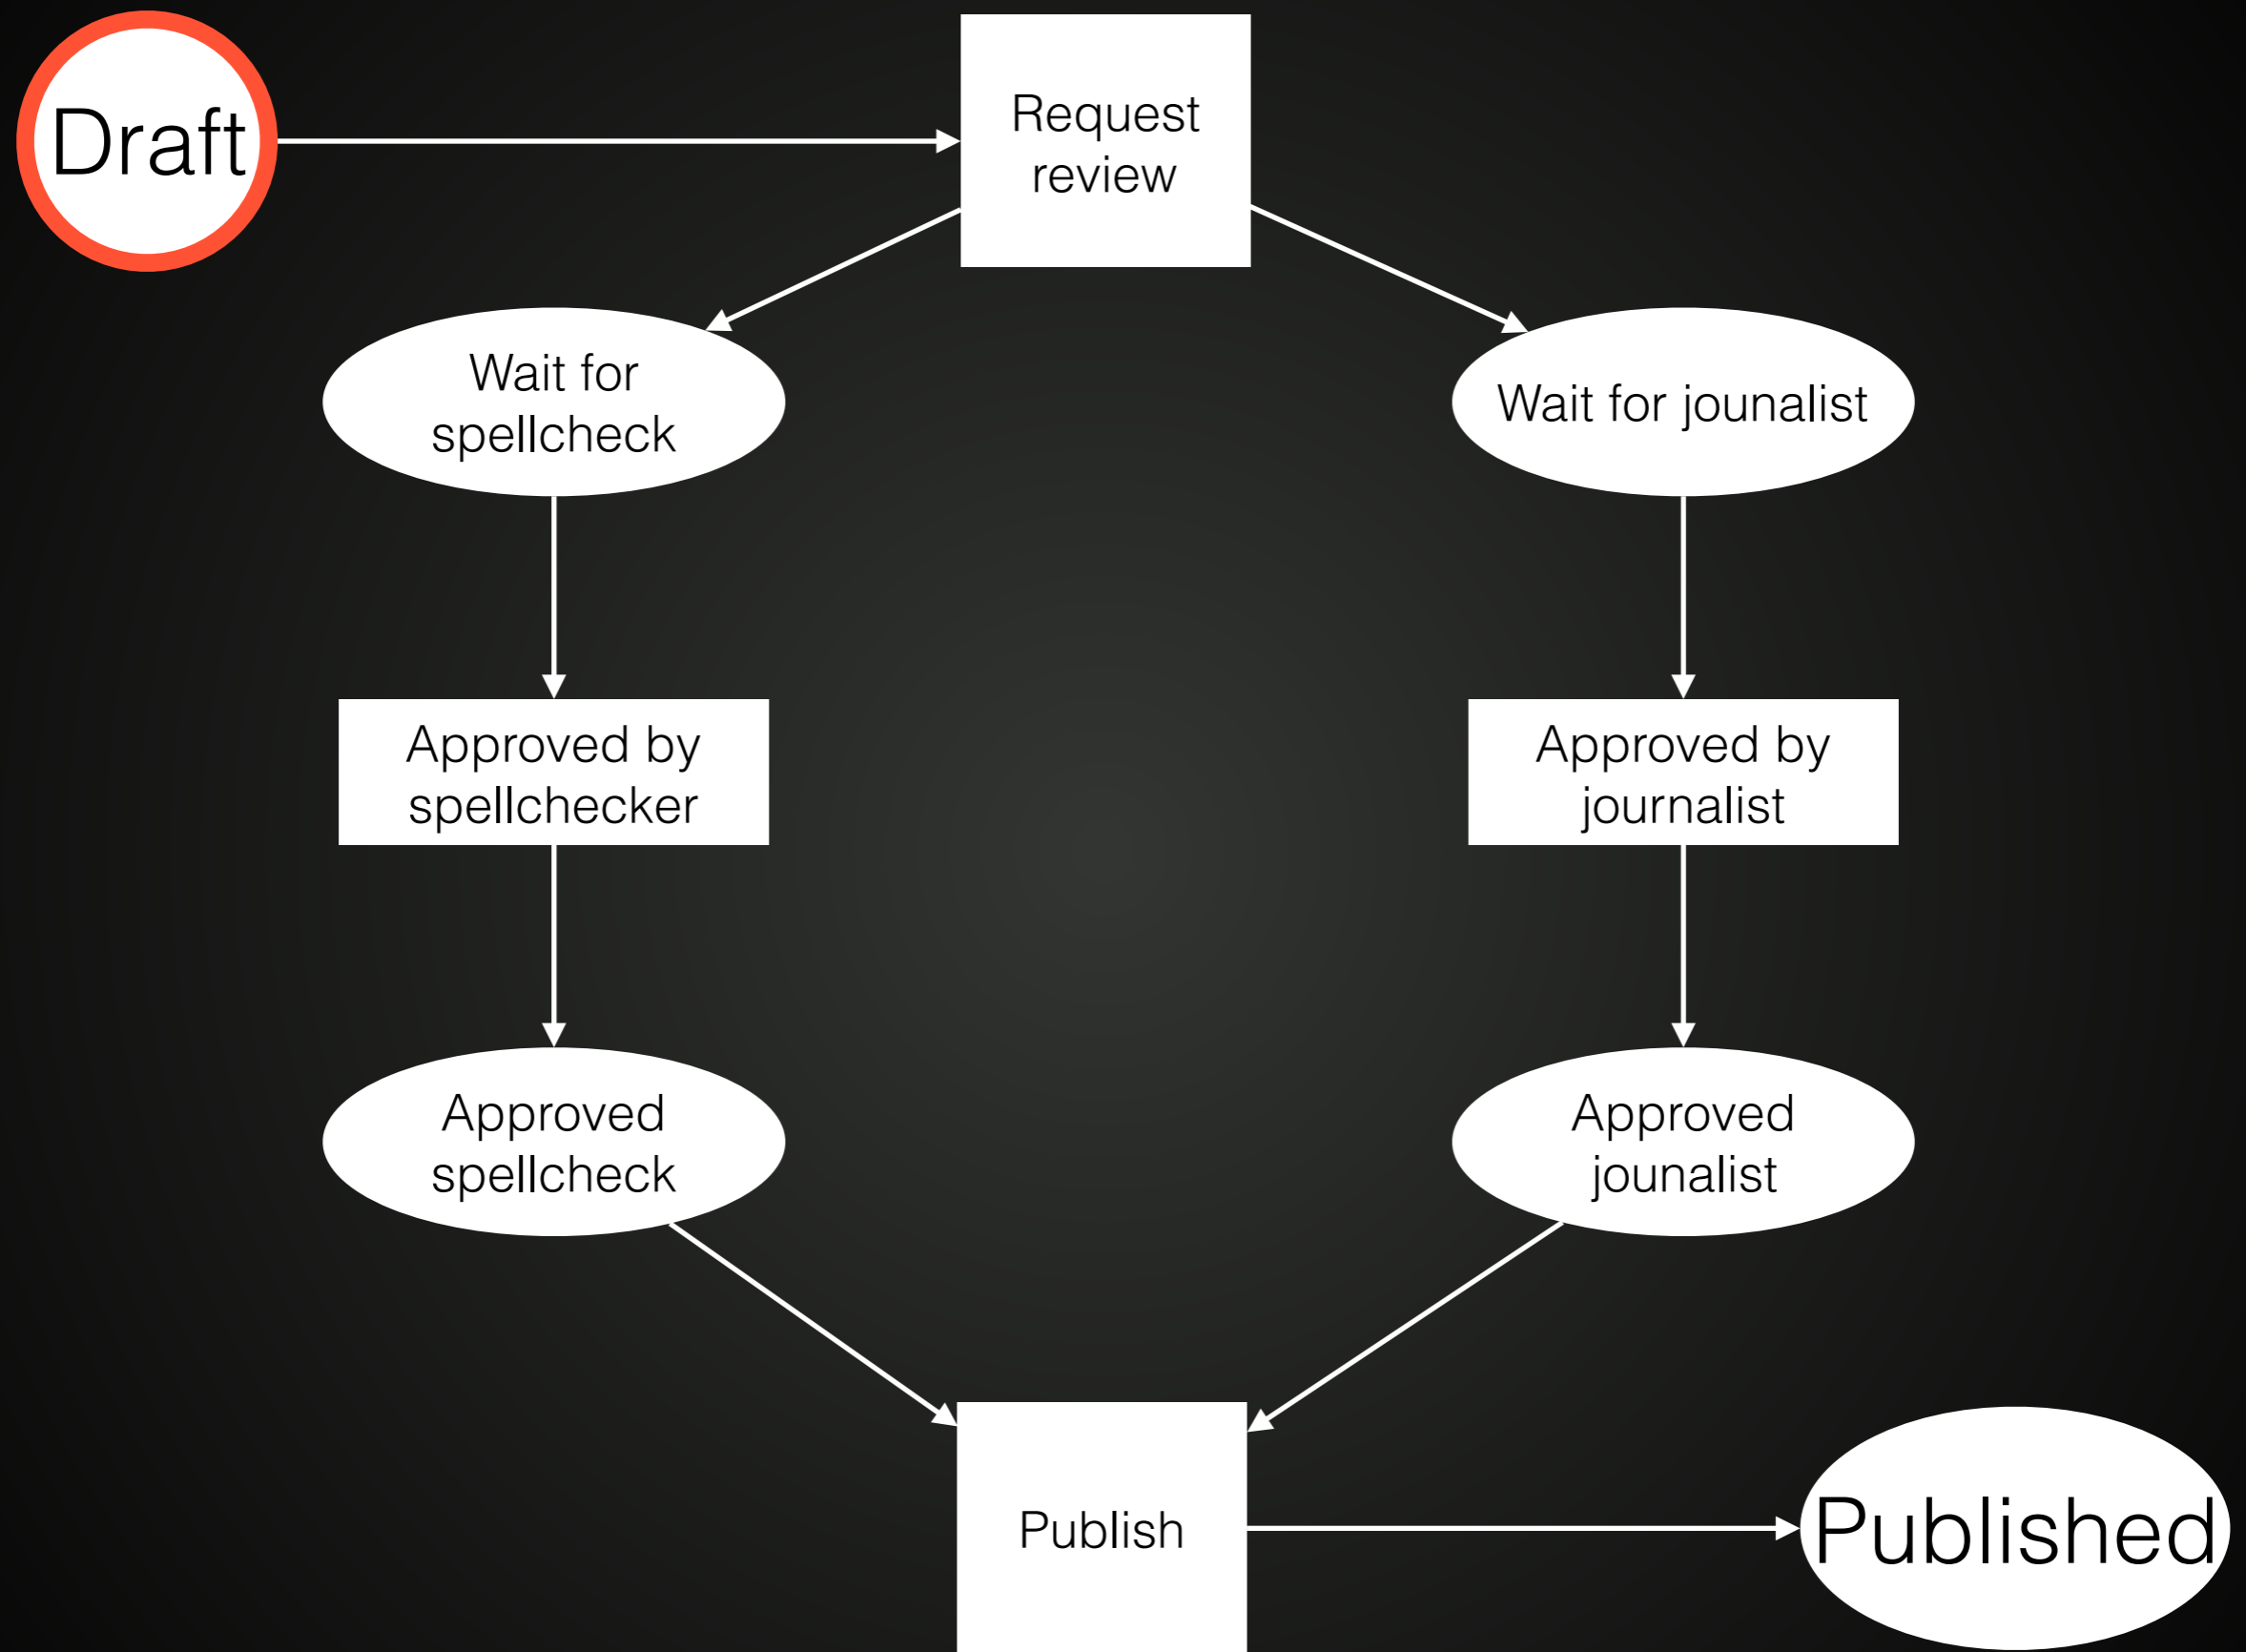 Draft
Request
review
Wait for
spellcheck
Wait for jounalist
Approved by
spellchecker
Approved by
journalist
Approved
spellcheck
Approved
jounalist
Publish
Published